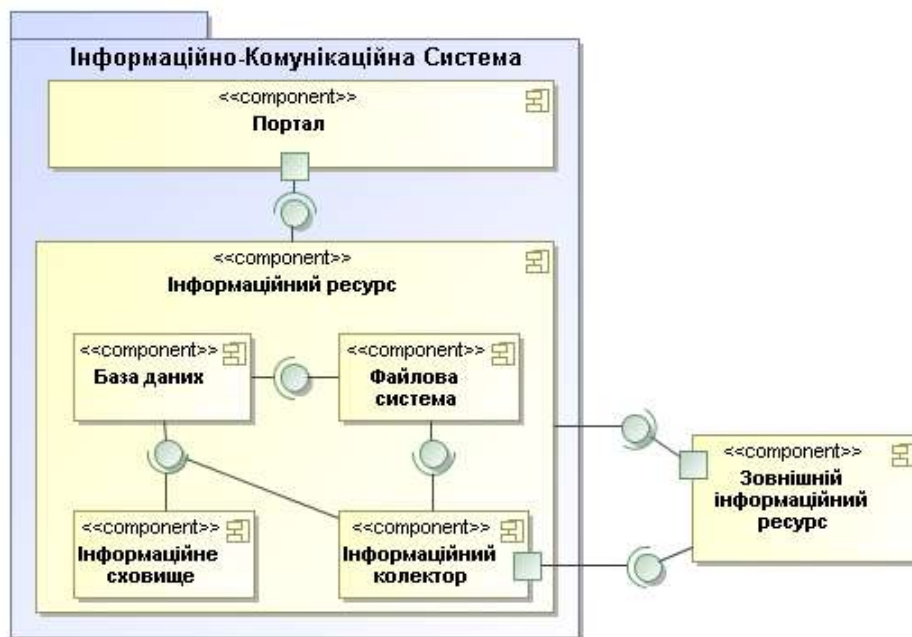 Інформаційно-Комунікаційна Система
<<component>>
Портал
<<component>>
Інформаційний ресурс
<<component>>
База даних
<<component>>
Файлова
система
<<component>>
Інформаційне
сховище
<<component>>
Інформаційний
колектор
<<component>>
Зовнішній
інформаційний
ресурс